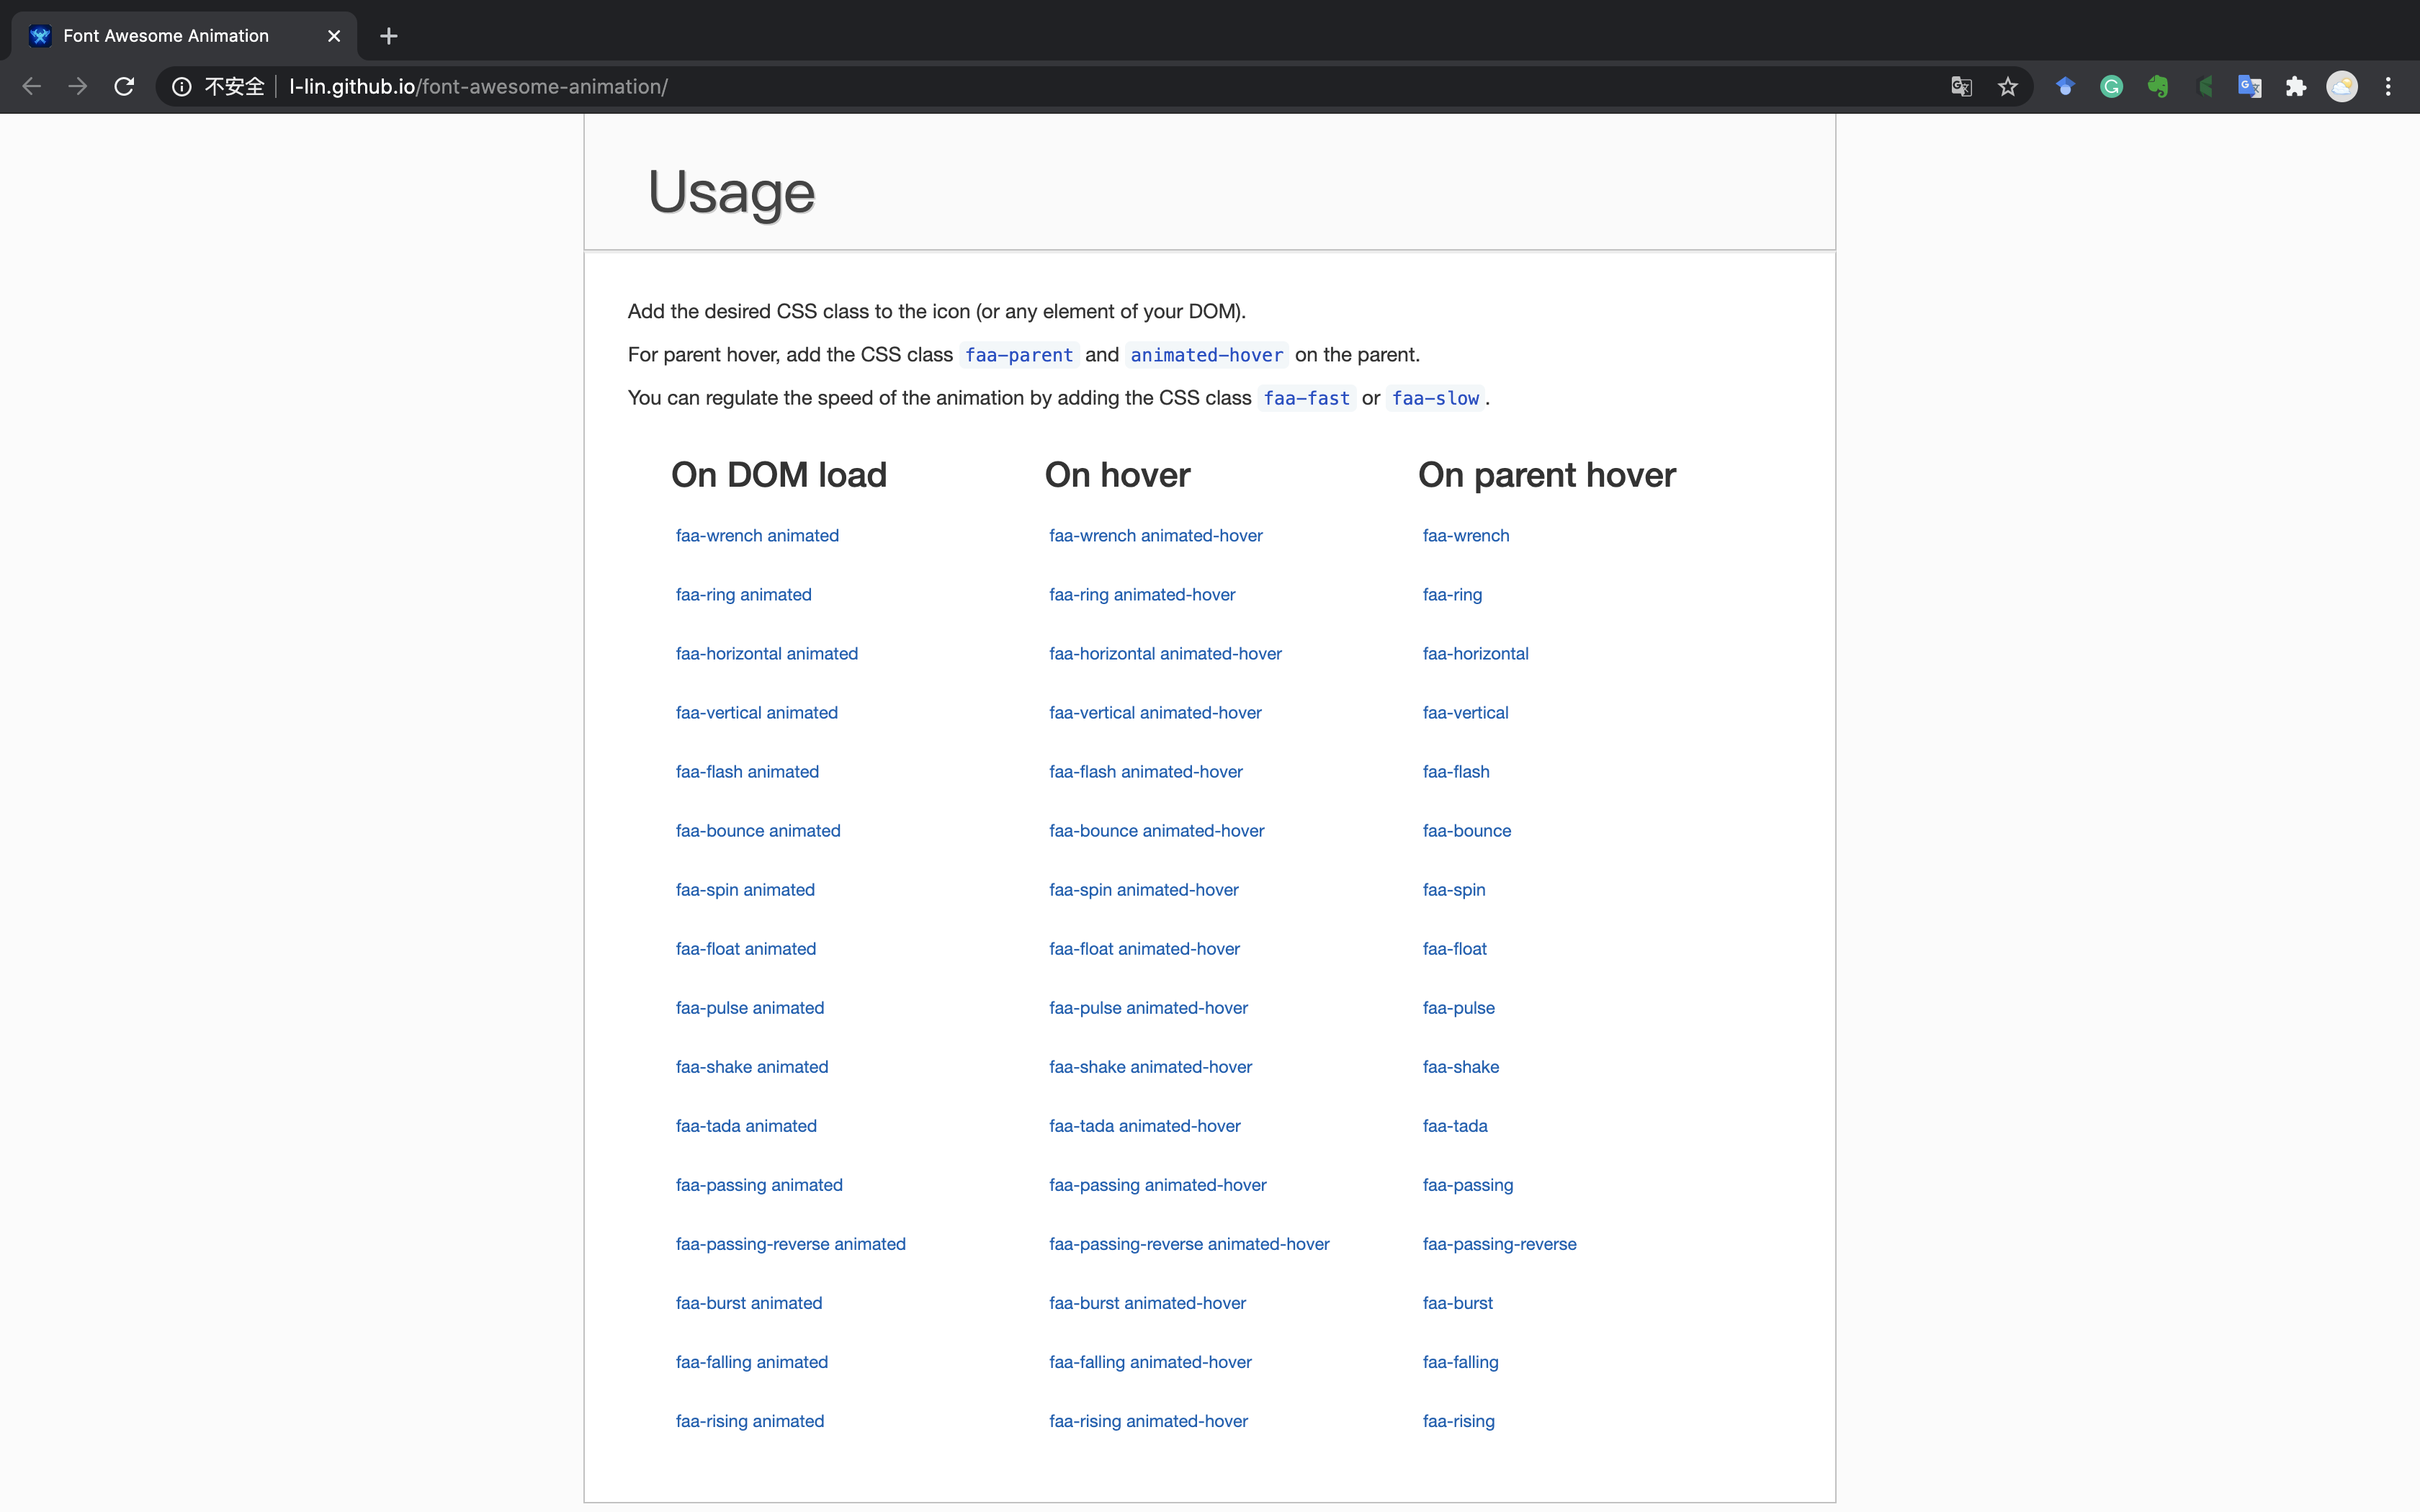 Font Awesome Animation
不安全 l-lin.github.io/font-awesome-animation/
Usage
Add the desired CSS class to the icon (or any element of your DOM).
For parent hover, add the CSS class faa-parent and animated-hover on the parent.
You can regulate the speed of the animation by adding the CSS class faa-fast or faa-slow.
On DOM load On hover On parent hover
faa-wrench animated faa-wrench animated-hover faa-wrench
faa-ring animated faa-ring animated-hover faa-ring
faa-horizontal animated faa-horizontal animated-hover faa-horizontal
faa-vertical animated faa-vertical animated-hover faa-vertical
faa-flash animated faa-flash animated-hover faa-flash
faa-bounce animated faa-bounce animated-hover faa-bounce
faa-spin animated faa-spin animated-hover faa-spin
faa-float animated faa-float animated-hover faa-float
faa-pulse animated faa-pulse animated-hover faa-pulse
faa-shake animated faa-shake animated-hover faa-shake
faa-tada animated faa-tada animated-hover faa-tada
faa-passing animated faa-passing animated-hover faa-passing
faa-passing-reverse animated faa-passing-reverse animated-hover faa-passing-reverse
faa-burst animated faa-burst animated-hover faa-burst
faa-falling animated faa-falling animated-hover faa-falling
faa-rising animated faa-rising animated-hover faa-rising